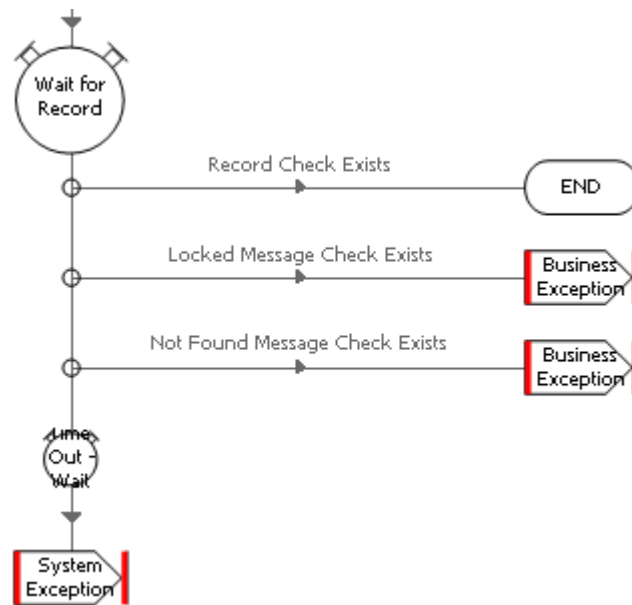 Wait for
Record
Record Check Exists
END
Locked Message Check Exists
Business
Exception
Not Found Message Check Exists
Business
Exception
Time
Out -
Wait
System
Exception